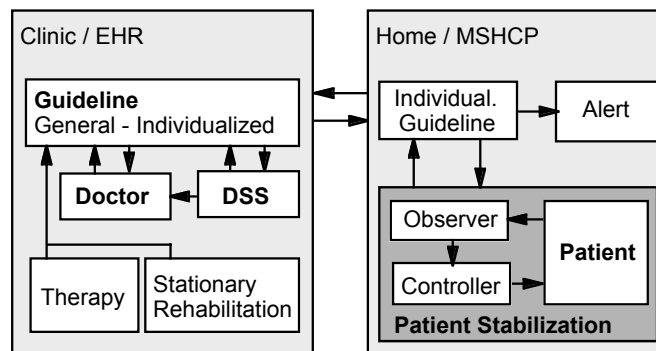 Clinic / EHR
Guideline
General - Individualized
Doctor
DSS
Therapy
Stationary
Rehabilitation
Home / MSHCP
Individual.
Guideline
Alert
Observer
Patient
Controller
Patient Stabilization